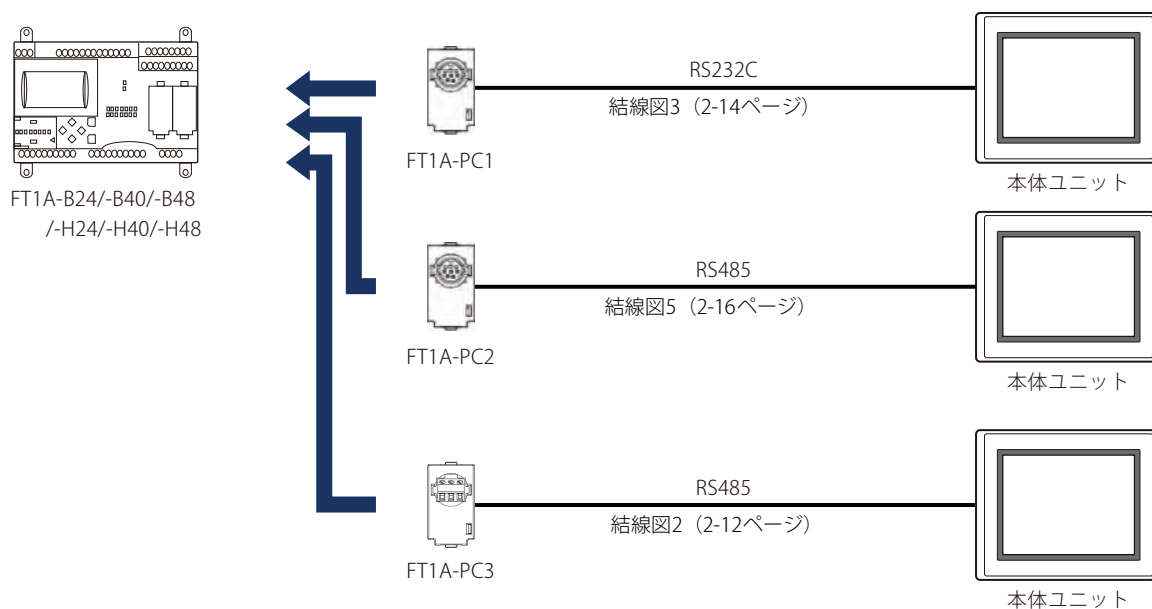 FT1A-B24/-B40/-B48
/-H24/-H40/-H48
FT1A-PC1
RS232C
結線図3（2-14ページ）
本体ユニット
FT1A-PC2
RS485
結線図5（2-16ページ）
本体ユニット
FT1A-PC3
RS485
結線図2（2-12ページ）
本体ユニット